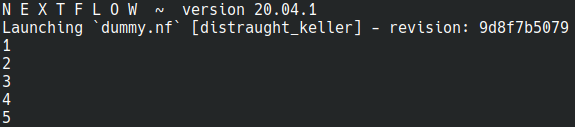 N E X T F L O W  ~  version 20.04.1
Launching `dummy.nf` [distraught_keller] - revision: 9d8f7b5079
1
2
3
4
5